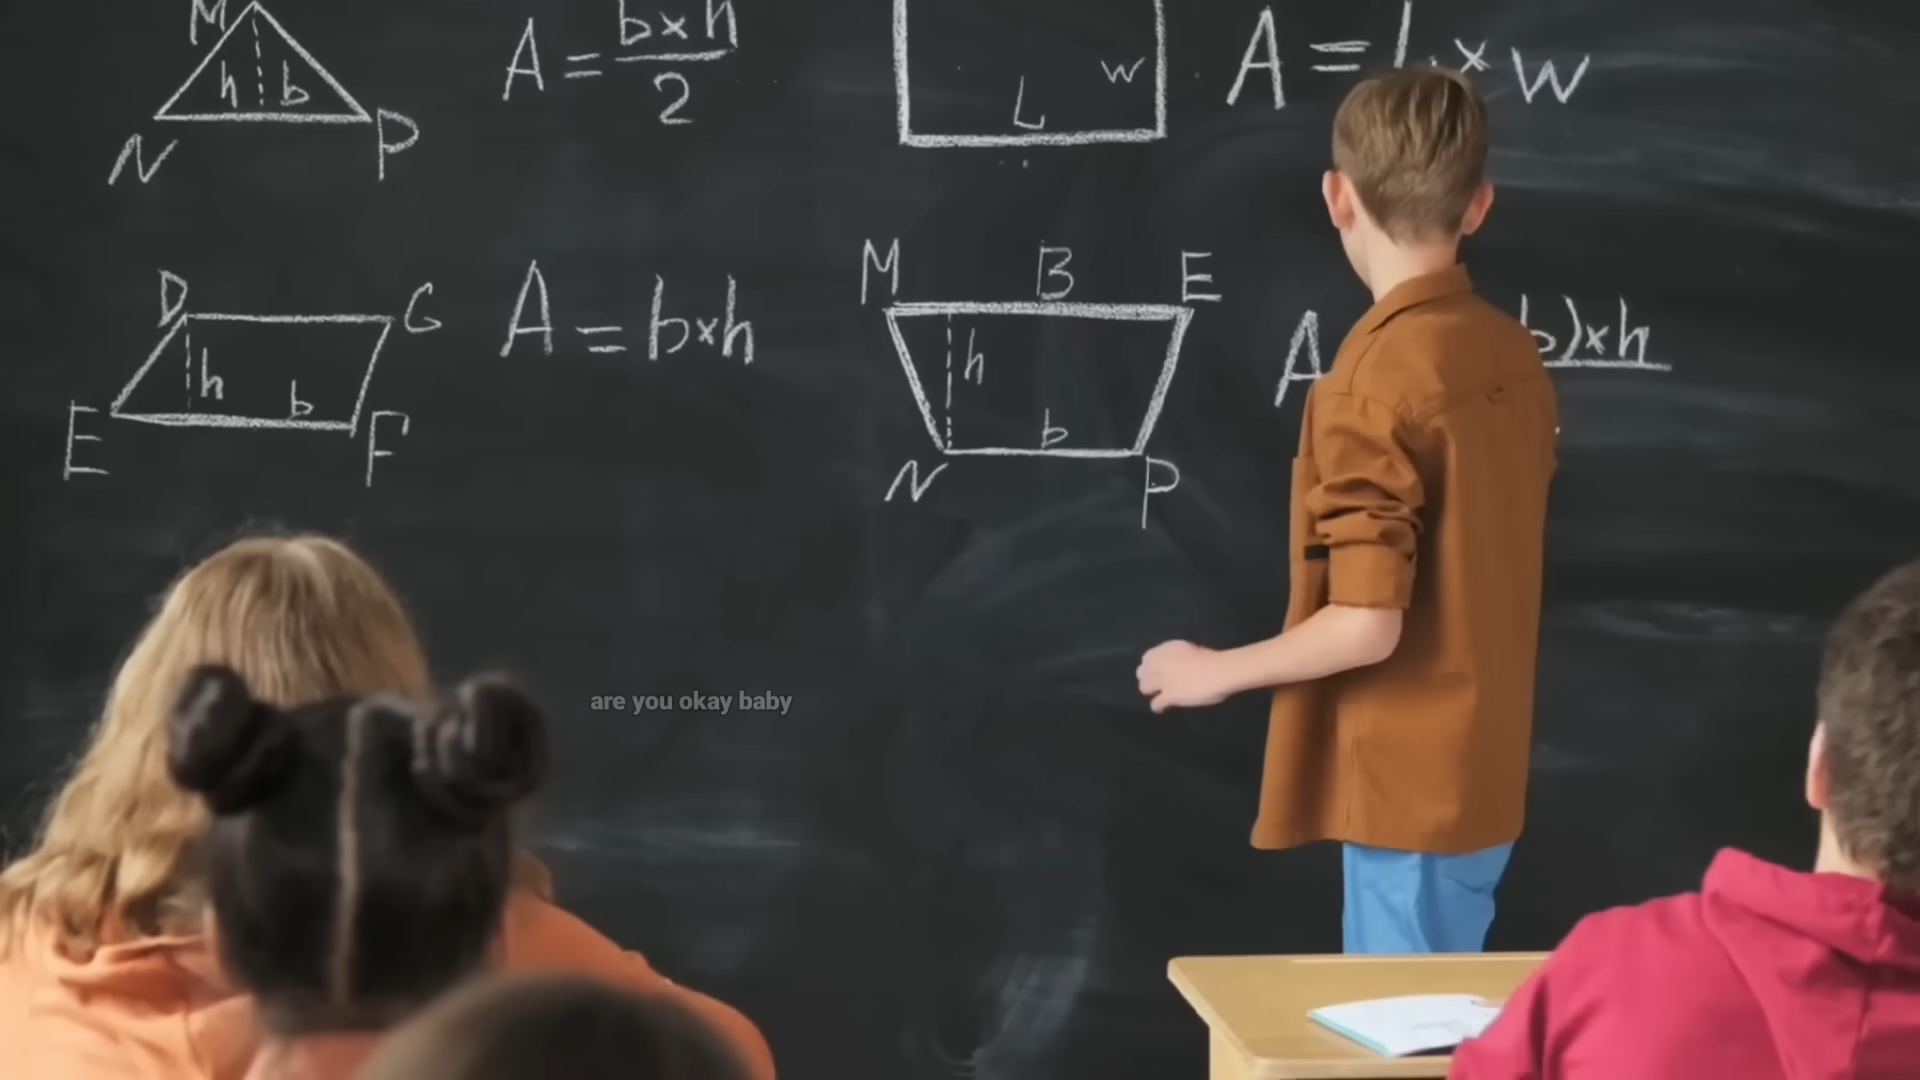 M
h b
N P
A = b×h
2
L w
A = L × w
D G
h b
E F
A = b×h
M B E
h
b
N P
A b)×h
are you okay baby